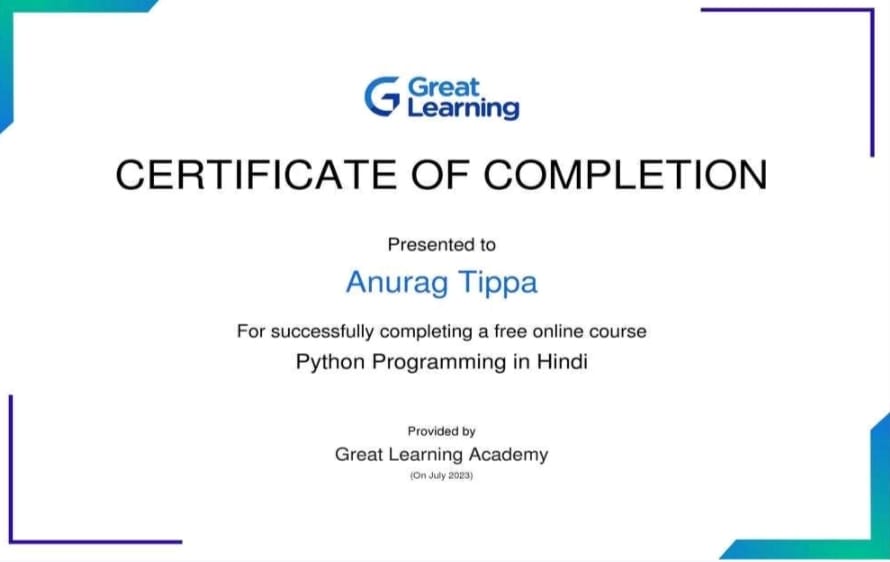 Great
Learning
CERTIFICATE OF COMPLETION
Presented to
Anurag Tippa
For successfully completing a free online course
Python Programming in Hindi
Provided by
Great Learning Academy
(On July 2023)